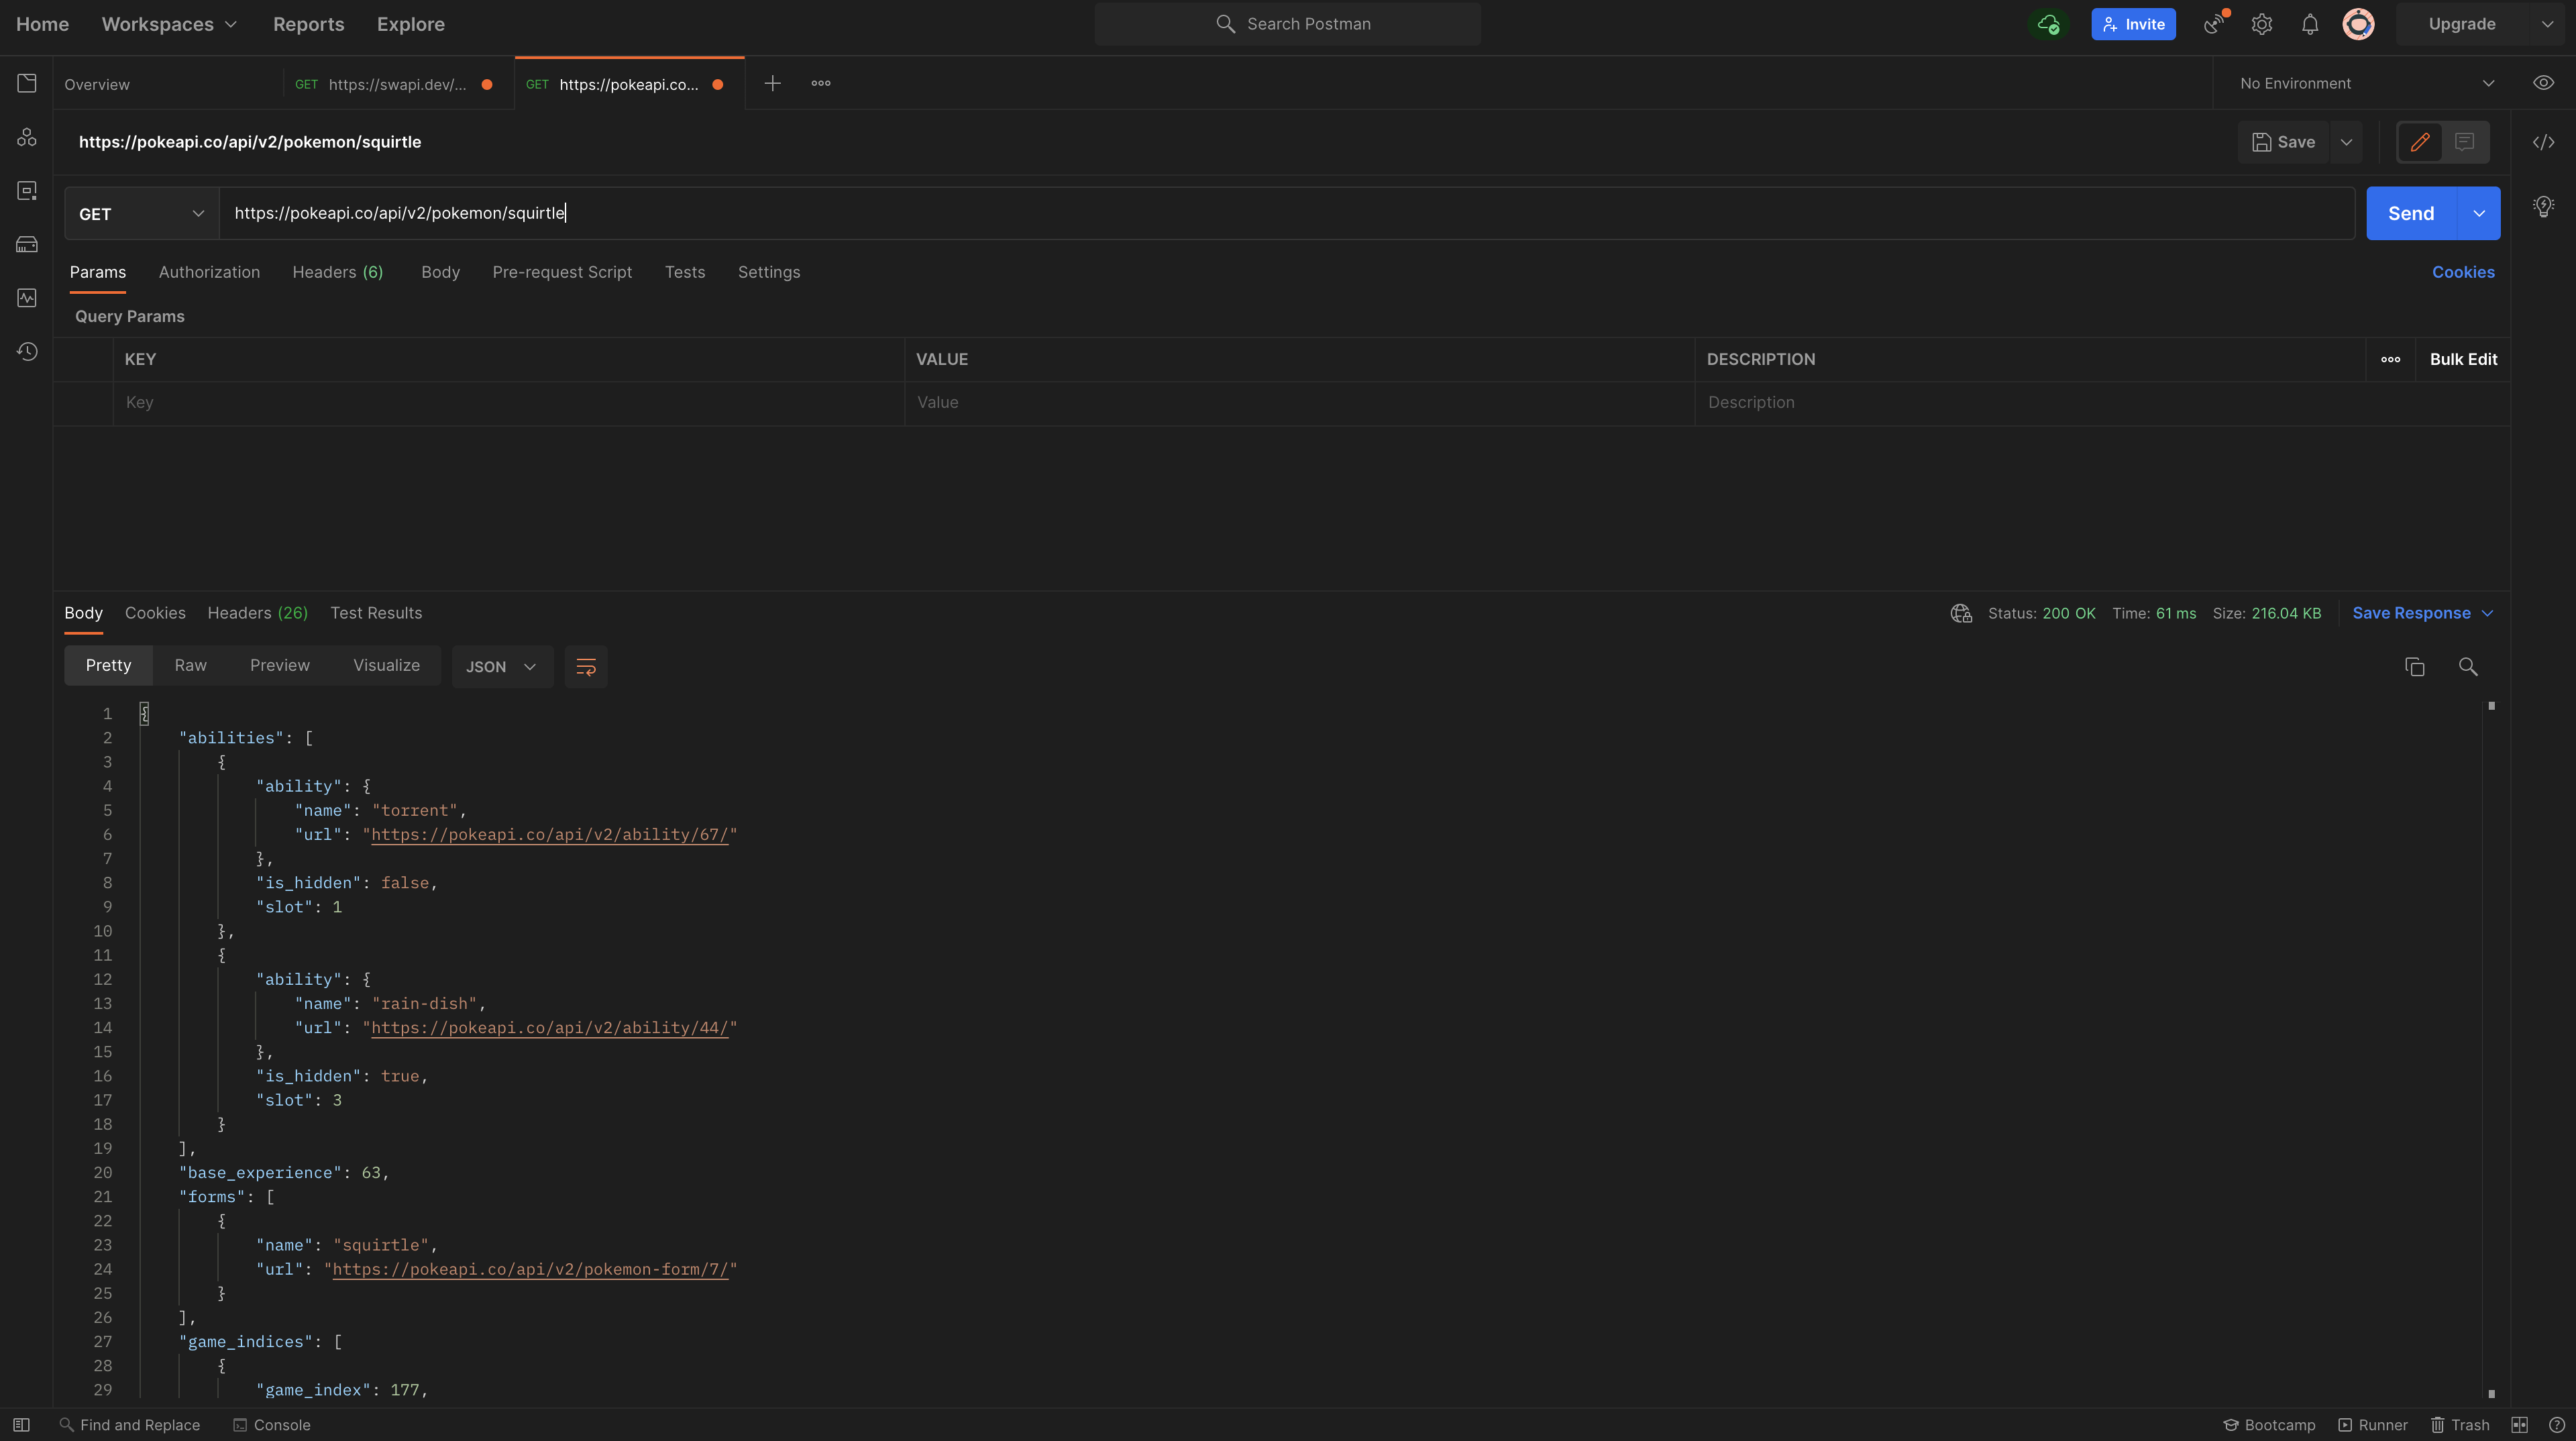 Home Workspaces Reports Explore Search Postman Invite Upgrade
Overview GET https://swapi.dev/... GET https://pokeapi.co... No Environment
https://pokeapi.co/api/v2/pokemon/squirtle Save
GET https://pokeapi.co/api/v2/pokemon/squirtle Send
Params Authorization Headers (6) Body Pre-request Script Tests Settings Cookies
Query Params
KEY VALUE DESCRIPTION Bulk Edit
Key Value Description
Body Cookies Headers (26) Test Results Status: 200 OK Time: 61 ms Size: 216.04 KB Save Response
Pretty Raw Preview Visualize JSON
1 {
2 "abilities": [
3 {
4 "ability": {
5 "name": "torrent",
6 "url": "https://pokeapi.co/api/v2/ability/67/"
7 },
8 "is_hidden": false,
9 "slot": 1
10 },
11 {
12 "ability": {
13 "name": "rain-dish",
14 "url": "https://pokeapi.co/api/v2/ability/44/"
15 },
16 "is_hidden": true,
17 "slot": 3
18 }
19 ],
20 "base_experience": 63,
21 "forms": [
22 {
23 "name": "squirtle",
24 "url": "https://pokeapi.co/api/v2/pokemon-form/7/"
25 }
26 ],
27 "game_indices": [
28 {
29 "game_index": 177,
Find and Replace Console Bootcamp Runner Trash